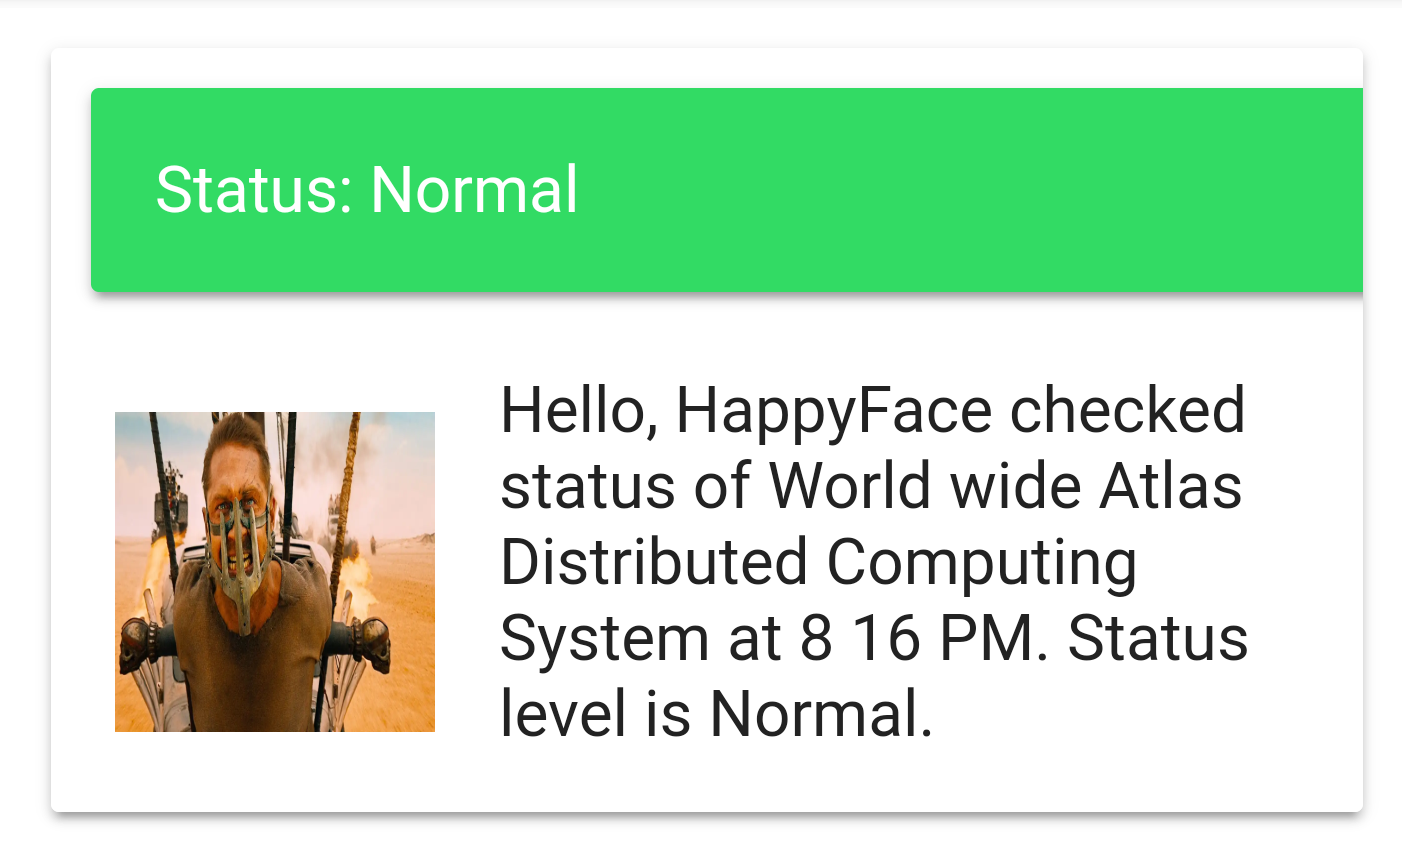 Status: Normal
Hello, HappyFace checked
status of World wide Atlas
Distributed Computing
System at 8 16 PM. Status
level is Normal.